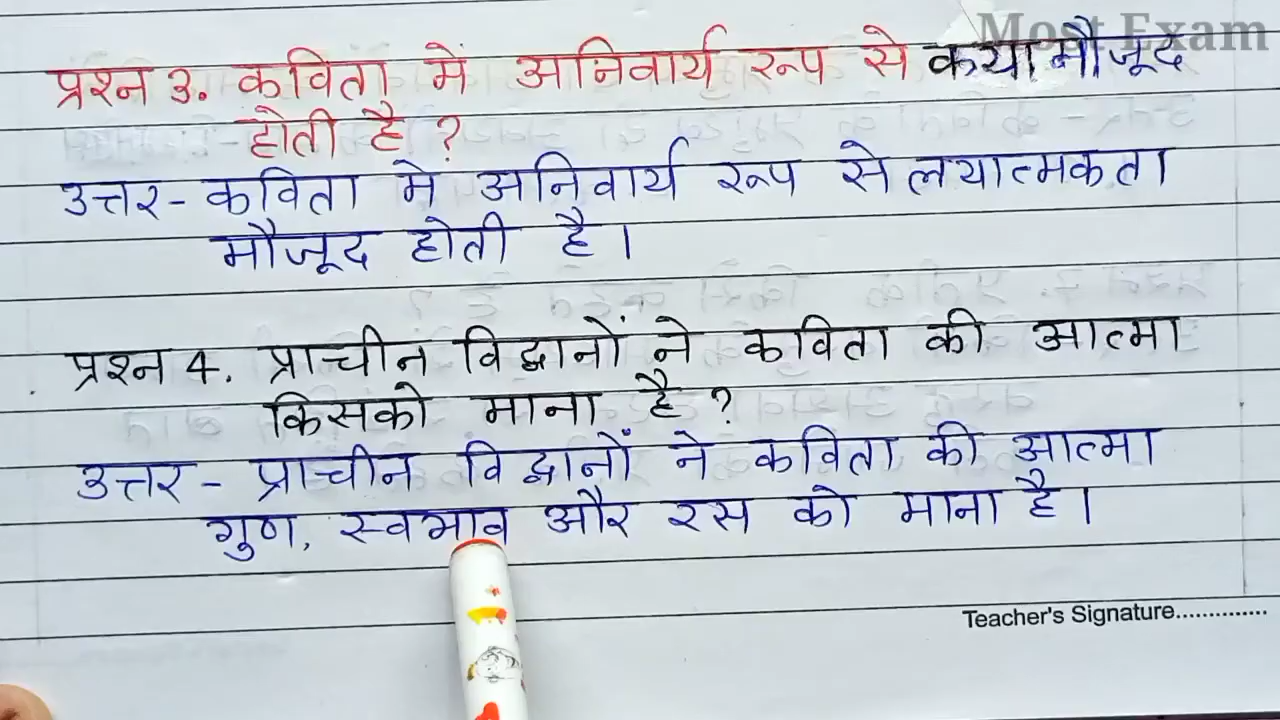 Most Exam
प्रश्न 3. कविता में अनिवार्य रूप से कया मौजूद
होती है ?
उत्तर - कविता मे अनिवार्य रूप से लयात्मकता
मौजूद होती है।
प्रश्न 4. प्राचीन विद्वानों ने कविता की आत्मा
किसको माना है ?
उत्तर - प्राचीन विद्वानों ने कविता की आत्मा
गुण, स्वभाव और रस को माना है।
Teacher's Signature..............